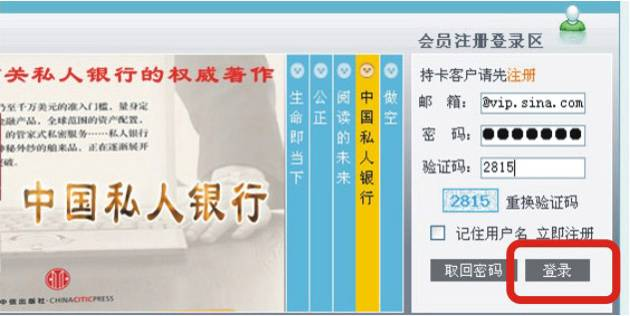 关私人银行的权威著作
乃至千万美元的准入门槛，量身定
金融产品，全球范围的资产配置，
的管家式私密服务……私人银行
神秘外纱的舶来品，正在逐渐展开
中国私人银行
中信出版社·CHINACITICPRESS
生命即当下
公正
阅读的未来
中国私人银行
做空
会员注册登录区
持卡客户请先注册
邮 箱： @vip.sina.com
密 码： ●●●●●●●
验证码： 2815
2815 重换验证码
记住用户名 立即注册
取回密码 登录